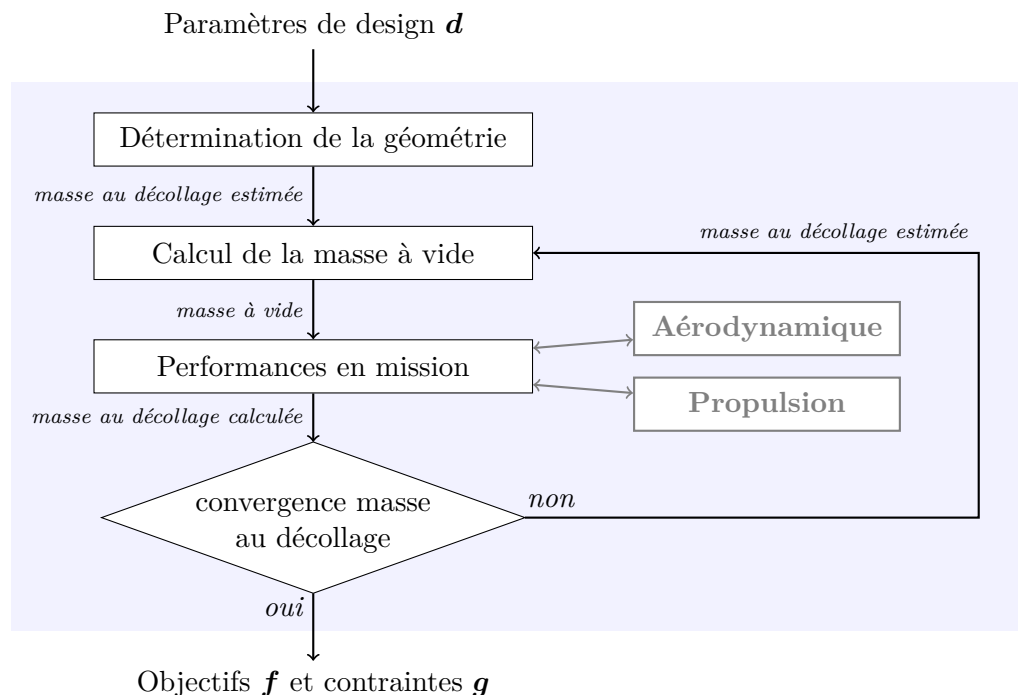 Paramètres de design d
Détermination de la géométrie
masse au décollage estimée
Calcul de la masse à vide
masse au décollage estimée
masse à vide
Performances en mission
Aérodynamique
Propulsion
masse au décollage calculée
convergence masse
au décollage
non
oui
Objectifs f et contraintes g